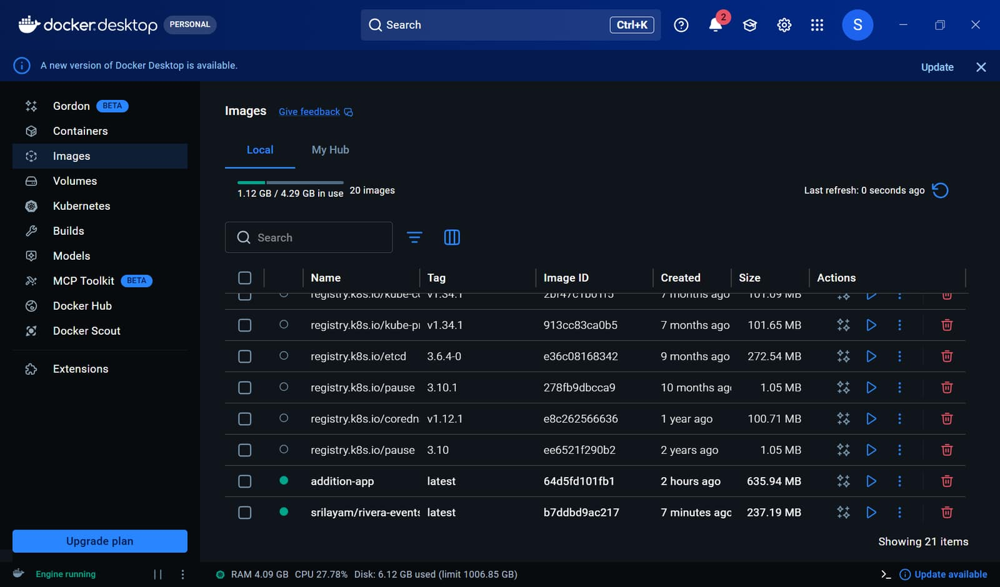 docker.desktop PERSONAL
Search Ctrl+K
2
S
A new version of Docker Desktop is available.
Update
Gordon BETA
Containers
Images
Volumes
Kubernetes
Builds
Models
MCP Toolkit BETA
Docker Hub
Docker Scout
Extensions
Upgrade plan
Images Give feedback
Local My Hub
1.12 GB / 4.29 GB in use 20 images
Last refresh: 0 seconds ago
Search
Name Tag Image ID Created Size Actions
registry.k8s.io/kube-c v1.34.1 2bf47c1b01f5 7 months ago 101.09 MB
registry.k8s.io/kube-pr v1.34.1 913cc83ca0b5 7 months ago 101.65 MB
registry.k8s.io/etcd 3.6.4-0 e36c08168342 9 months ago 272.54 MB
registry.k8s.io/pause 3.10.1 278fb9dbcca9 10 months ag 1.05 MB
registry.k8s.io/coredn v1.12.1 e8c262566636 1 year ago 100.71 MB
registry.k8s.io/pause 3.10 ee6521f290b2 2 years ago 1.05 MB
addition-app latest 64d5fd101fb1 2 hours ago 635.94 MB
srilayam/rivera-events latest b7ddbd9ac217 7 minutes ago 237.19 MB
Showing 21 items
Engine running
RAM 4.09 GB CPU 27.78% Disk: 6.12 GB used (limit 1006.85 GB)
Update available